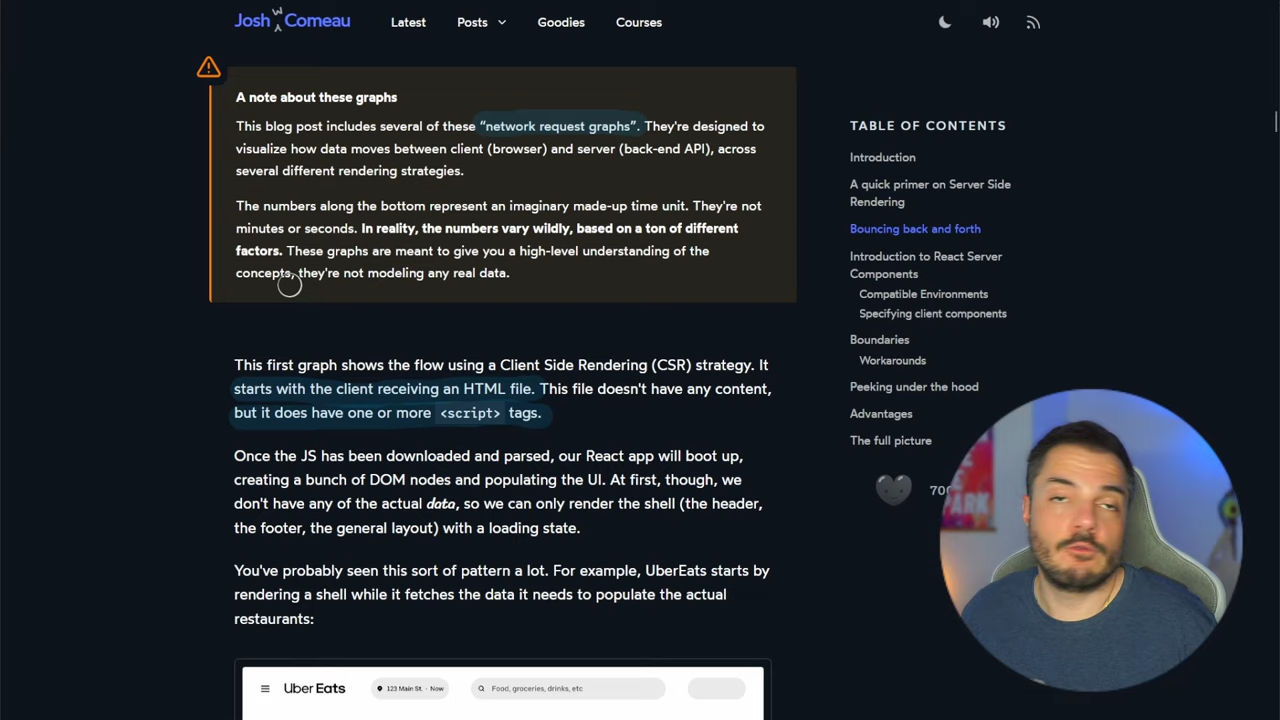 Josh W Comeau
Latest
Posts
Goodies
Courses
A note about these graphs
This blog post includes several of these “network request graphs”. They're designed to
visualize how data moves between client (browser) and server (back-end API), across
several different rendering strategies.
The numbers along the bottom represent an imaginary made-up time unit. They're not
minutes or seconds. In reality, the numbers vary wildly, based on a ton of different
factors. These graphs are meant to give you a high-level understanding of the
concepts, they're not modeling any real data.
This first graph shows the flow using a Client Side Rendering (CSR) strategy. It
starts with the client receiving an HTML file. This file doesn't have any content,
but it does have one or more <script> tags.
Once the JS has been downloaded and parsed, our React app will boot up,
creating a bunch of DOM nodes and populating the UI. At first, though, we
don't have any of the actual data, so we can only render the shell (the header,
the footer, the general layout) with a loading state.
You've probably seen this sort of pattern a lot. For example, UberEats starts by
rendering a shell while it fetches the data it needs to populate the actual
restaurants:
Uber Eats
123 Main St. · Now
Food, groceries, drinks, etc
TABLE OF CONTENTS
Introduction
A quick primer on Server Side
Rendering
Bouncing back and forth
Introduction to React Server
Components
Compatible Environments
Specifying client components
Boundaries
Workarounds
Peeking under the hood
Advantages
The full picture
PARK